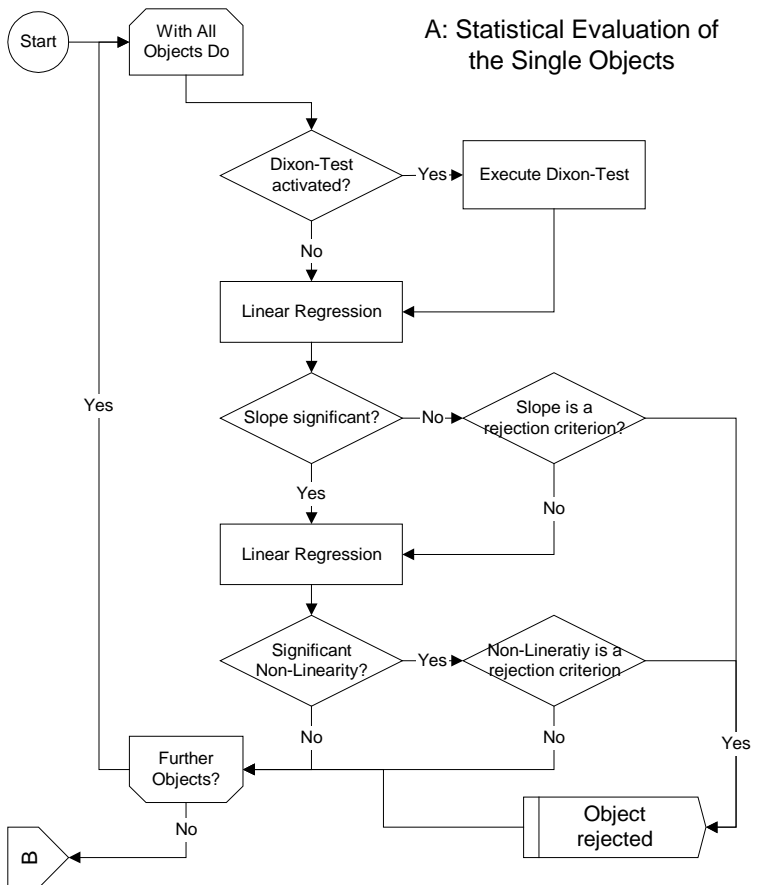 A: Statistical Evaluation of
the Single Objects
Start
With All
Objects Do
Dixon-Test
activated?
Yes
Execute Dixon-Test
No
Linear Regression
Yes
Slope significant?
No
Slope is a
rejection criterion?
Yes
No
Linear Regression
Significant
Non-Linearity?
Yes
Non-Lineratiy is a
rejection criterion
No
No
Yes
Further
Objects?
Object
rejected
No
B